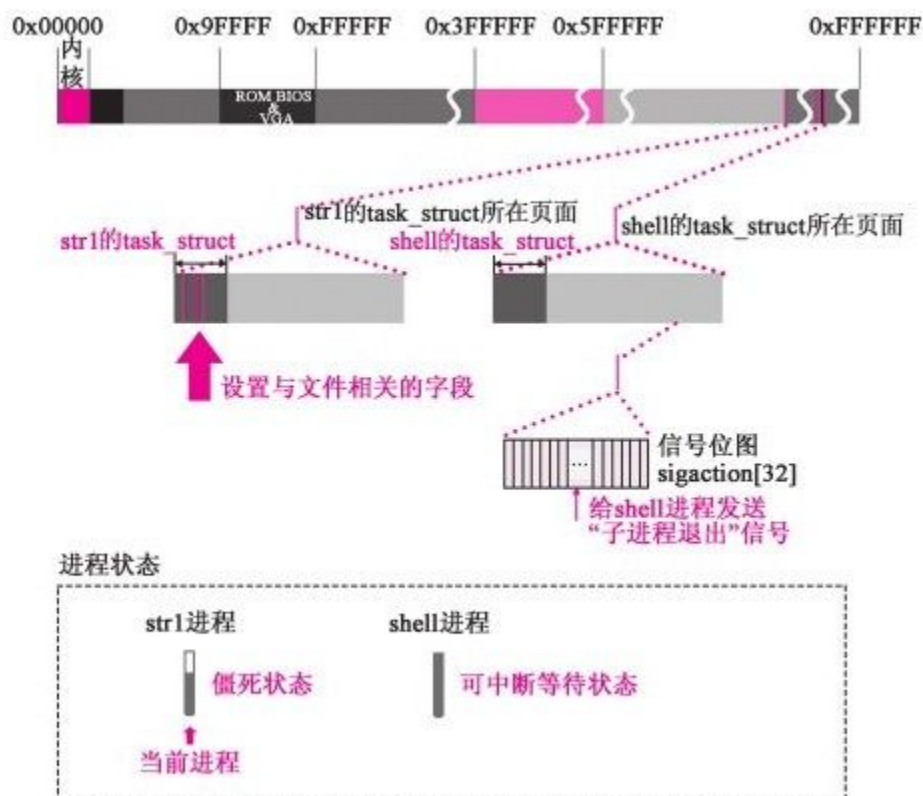 0x00000 0x9FFFF 0xFFFFF 0x3FFFFF 0x5FFFFF 0xFFFFFF
内
核
ROM BIOS
&
VGA
str1的task_struct所在页面
shell的task_struct所在页面
str1的task_struct
shell的task_struct
设置与文件相关的字段
...
信号位图
sigaction[32]
给shell进程发送
“子进程退出”信号
进程状态
str1进程 shell进程
僵死状态 可中断等待状态
当前进程